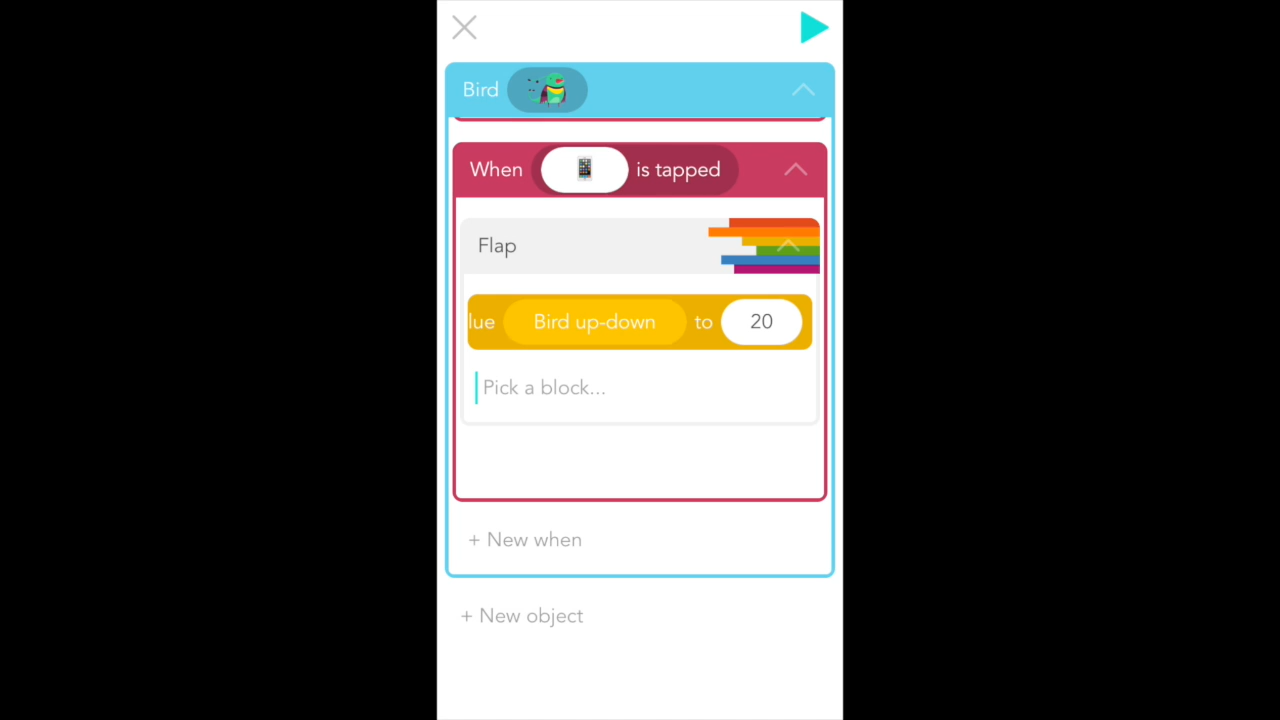 Bird
When is tapped
Flap
lue Bird up-down to 20
Pick a block...
+ New when
+ New object